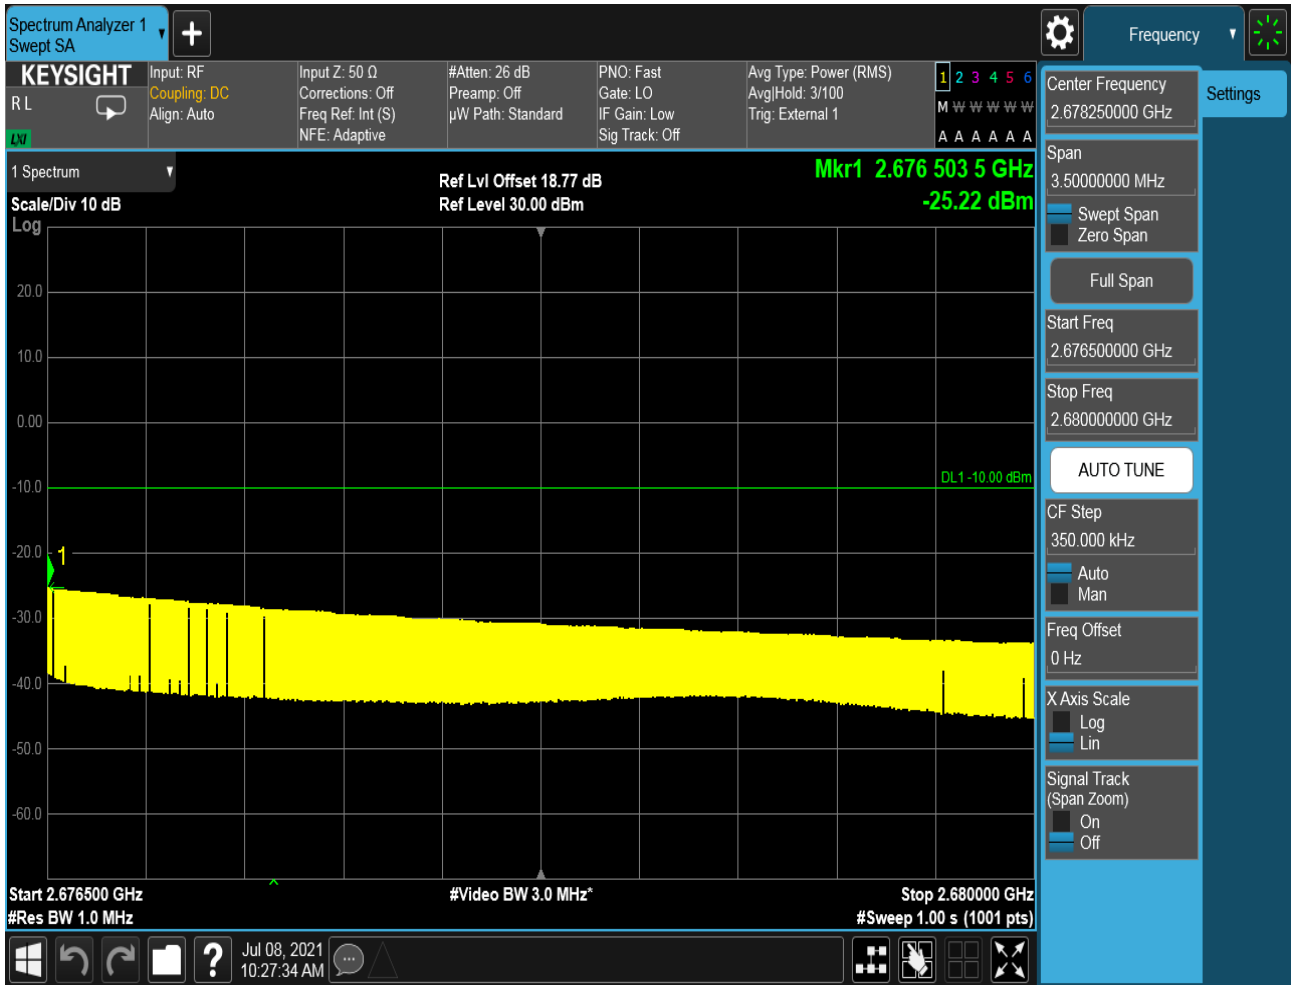 Spectrum Analyzer 1
Swept SA
Frequency
KEYSIGHT
R L
LXI
Input: RF
Coupling: DC
Align: Auto
Input Z: 50 Ω
Corrections: Off
Freq Ref: Int (S)
NFE: Adaptive
#Atten: 26 dB
Preamp: Off
µW Path: Standard
PNO: Fast
Gate: LO
IF Gain: Low
Sig Track: Off
Avg Type: Power (RMS)
Avg|Hold: 3/100
Trig: External 1
1 2 3 4 5 6
M W W W W W
A A A A A A
1 Spectrum
Scale/Div 10 dB
Log
Ref Lvl Offset 18.77 dB
Ref Level 30.00 dBm
Mkr1 2.676 503 5 GHz
-25.22 dBm
20.0
10.0
0.00
-10.0
-20.0
-30.0
-40.0
-50.0
-60.0
DL1 -10.00 dBm
1
Start 2.676500 GHz
#Res BW 1.0 MHz
#Video BW 3.0 MHz*
Stop 2.680000 GHz
#Sweep 1.00 s (1001 pts)
Jul 08, 2021
10:27:34 AM
Center Frequency
2.678250000 GHz
Span
3.50000000 MHz
Swept Span
Zero Span
Full Span
Start Freq
2.676500000 GHz
Stop Freq
2.680000000 GHz
AUTO TUNE
CF Step
350.000 kHz
Auto
Man
Freq Offset
0 Hz
X Axis Scale
Log
Lin
Signal Track
(Span Zoom)
On
Off
Settings